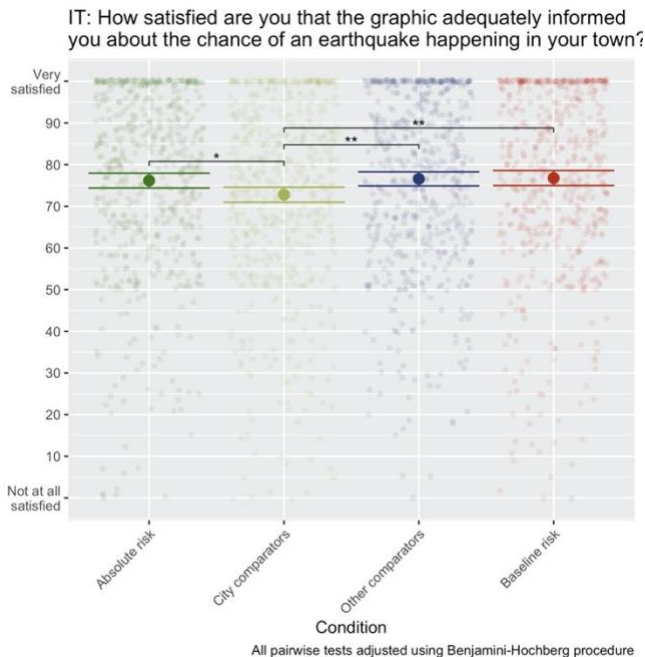 IT: How satisfied are you that the graphic adequately informed
you about the chance of an earthquake happening in your town?
Very
satisfied
90
80
70
60
50
40
30
20
10
Not at all
satisfied
*
**
**
Absolute risk
City comparators
Other comparators
Baseline risk
Condition
All pairwise tests adjusted using Benjamini-Hochberg procedure